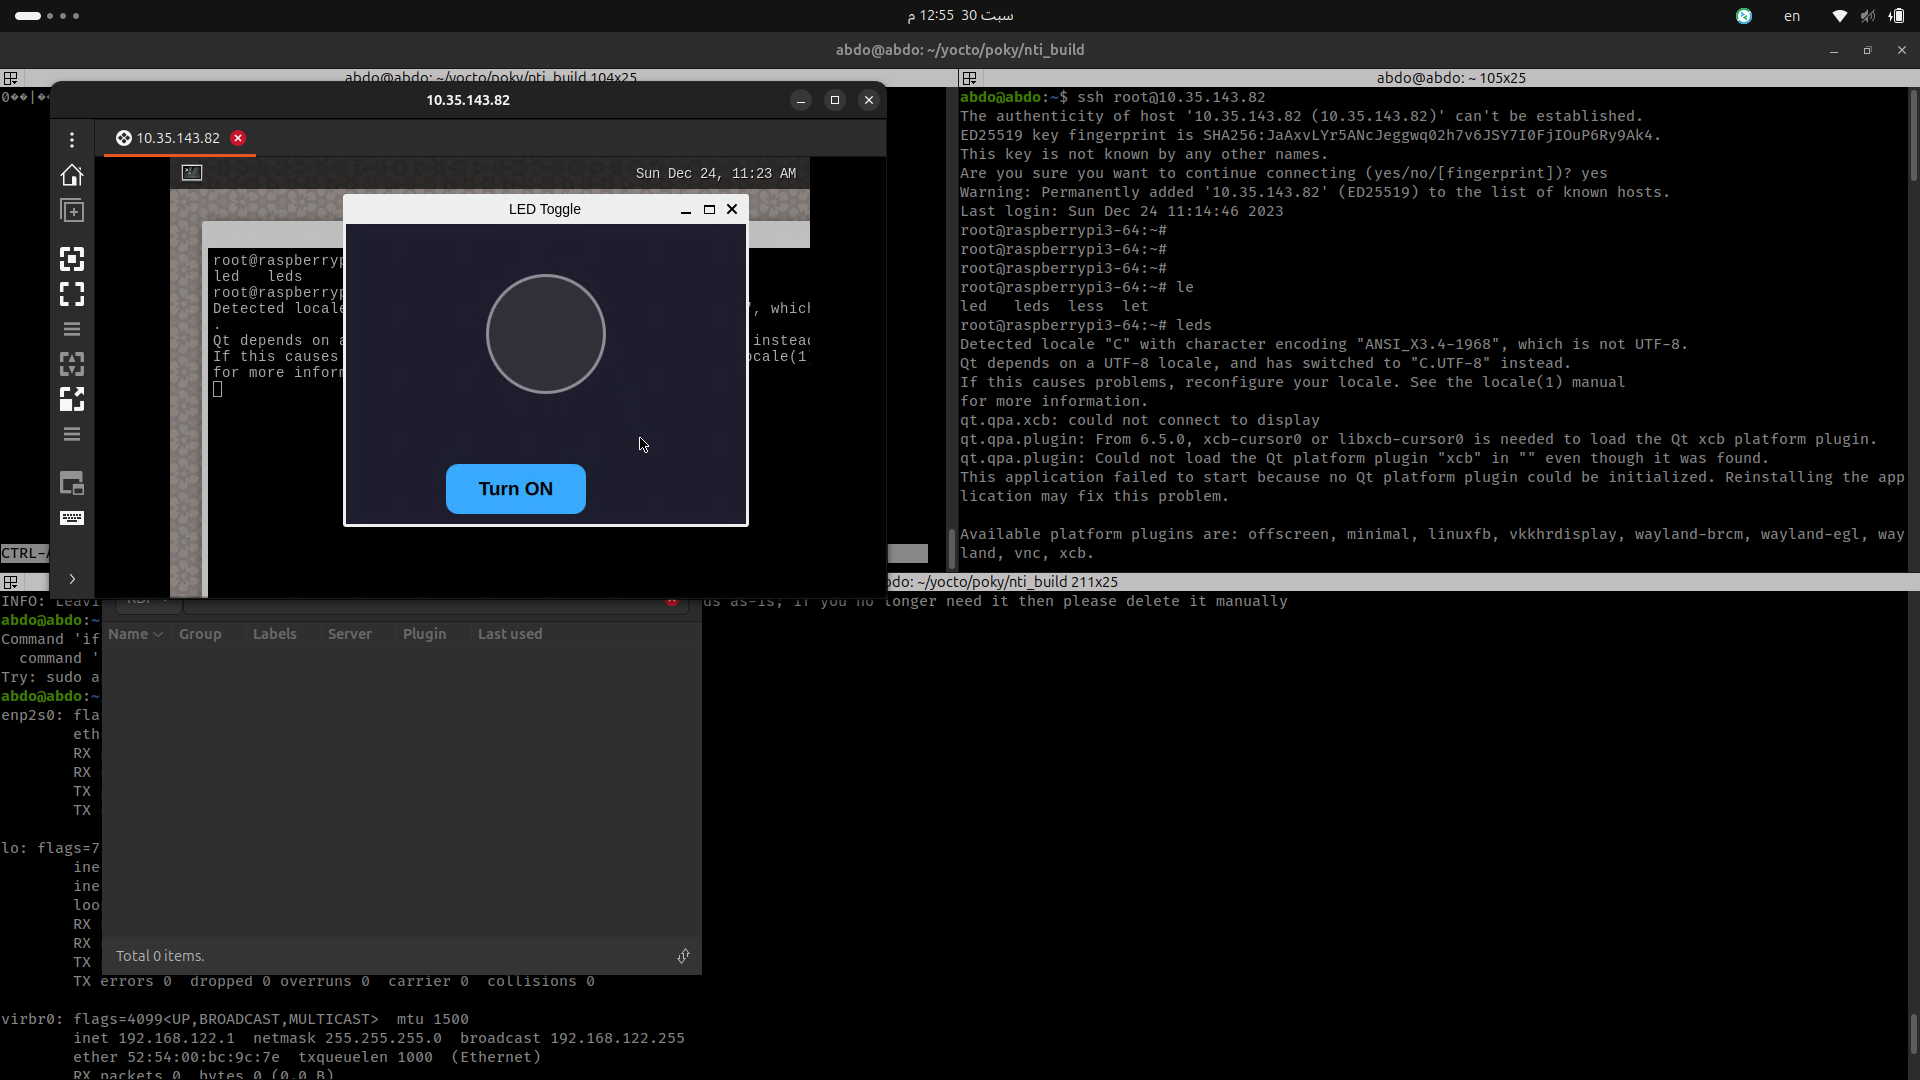 سبت 30  12:55 م
en
abdo@abdo: ~/yocto/poky/nti_build
abdo@abdo: ~/yocto/poky/nti_build 104x25
10.35.143.82
10.35.143.82
Sun Dec 24, 11:23 AM
LED Toggle
root@raspberryp
led   leds
root@raspberryp
Detected locale
", which
.
Qt depends on a
instead
If this causes
ocale(1)
for more inform
Turn ON
CTRL-A
abdo@abdo: ~ 105x25
abdo@abdo:~$ ssh root@10.35.143.82
The authenticity of host '10.35.143.82 (10.35.143.82)' can't be established.
ED25519 key fingerprint is SHA256:JaAxvLYr5ANcJeggwq02h7v6JSY7I0FjIOuP6Ry9Ak4.
This key is not known by any other names.
Are you sure you want to continue connecting (yes/no/[fingerprint])? yes
Warning: Permanently added '10.35.143.82' (ED25519) to the list of known hosts.
Last login: Sun Dec 24 11:14:46 2023
root@raspberrypi3-64:~#
root@raspberrypi3-64:~#
root@raspberrypi3-64:~#
root@raspberrypi3-64:~# le
led   leds  less  let
root@raspberrypi3-64:~# leds
Detected locale "C" with character encoding "ANSI_X3.4-1968", which is not UTF-8.
Qt depends on a UTF-8 locale, and has switched to "C.UTF-8" instead.
If this causes problems, reconfigure your locale. See the locale(1) manual
for more information.
qt.qpa.xcb: could not connect to display
qt.qpa.plugin: From 6.5.0, xcb-cursor0 or libxcb-cursor0 is needed to load the Qt xcb platform plugin.
qt.qpa.plugin: Could not load the Qt platform plugin "xcb" in "" even though it was found.
This application failed to start because no Qt platform plugin could be initialized. Reinstalling the app
lication may fix this problem.
Available platform plugins are: offscreen, minimal, linuxfb, vkkhrdisplay, wayland-brcm, wayland-egl, way
land, vnc, xcb.
bdo: ~/yocto/poky/nti_build 211x25
INFO: Leavi
ds as-is; if you no longer need it then please delete it manually
abdo@abdo:~
Command 'if
command '
Try: sudo a
abdo@abdo:~
enp2s0: fla
eth
RX
RX
TX
TX
lo: flags=7
ine
ine
loo
RX
RX
TX
Name  Group  Labels  Server  Plugin  Last used
Total 0 items.
TX errors 0  dropped 0 overruns 0  carrier 0  collisions 0
virbr0: flags=4099<UP,BROADCAST,MULTICAST>  mtu 1500
inet 192.168.122.1  netmask 255.255.255.0  broadcast 192.168.122.255
ether 52:54:00:bc:9c:7e  txqueuelen 1000  (Ethernet)
RX packets 0  bytes 0 (0.0 B)